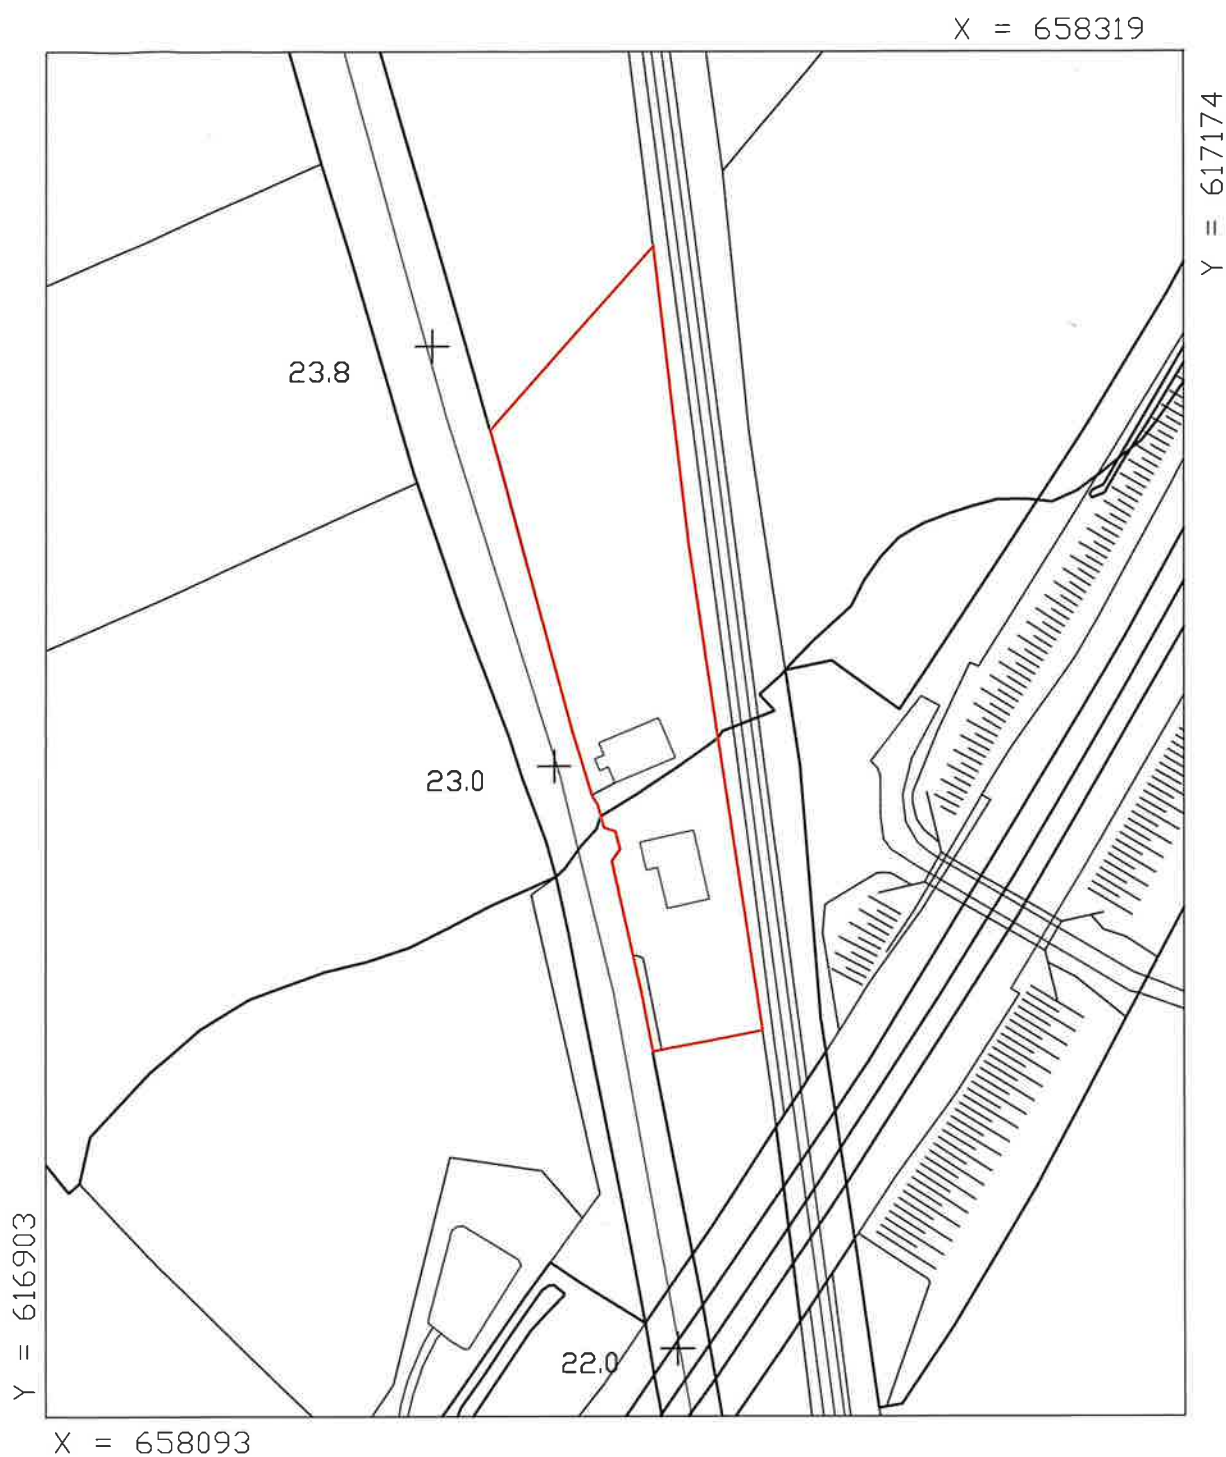 X = 658319
Y = 617174
23.8
23.0
22.0
Y = 616903
X = 658093